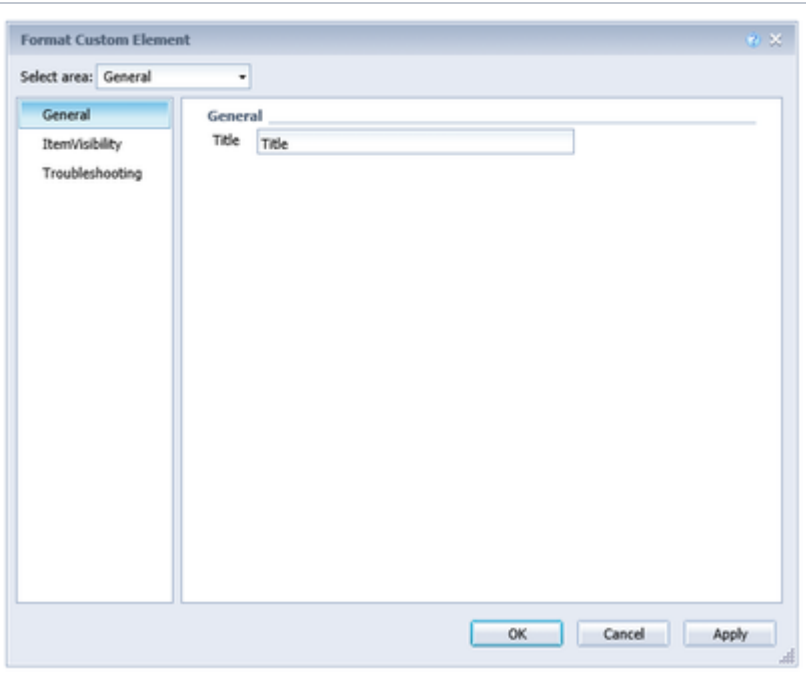 Format Custom Element
Select area: General
General
ItemVisibility
Troubleshooting
General
Title Title
OK Cancel Apply